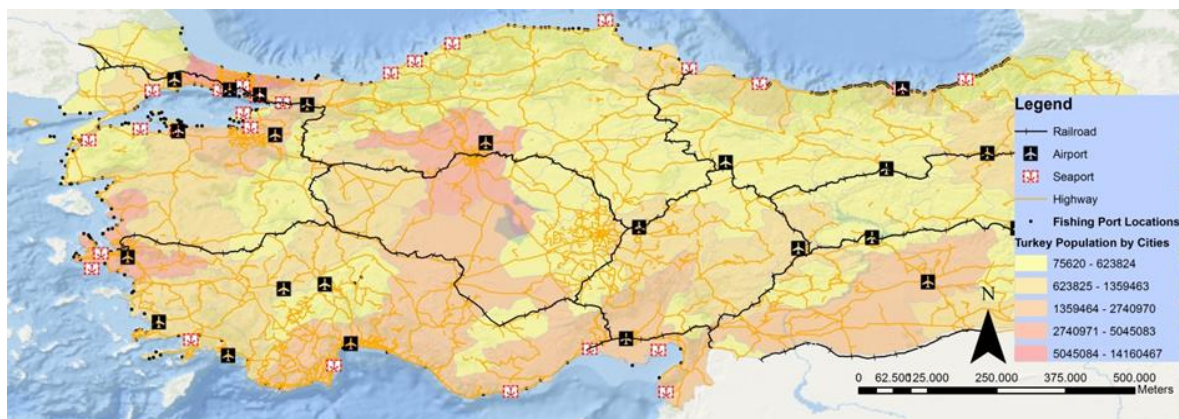 Legend
Railroad
Airport
Seaport
Highway
Fishing Port Locations
Turkey Population by Cities
75620 - 623824
623825 - 1359463
1359464 - 2740970
2740971 - 5045083
5045084 - 14160467
N
0 62.500 125.000 250.000 375.000 500.000
Meters